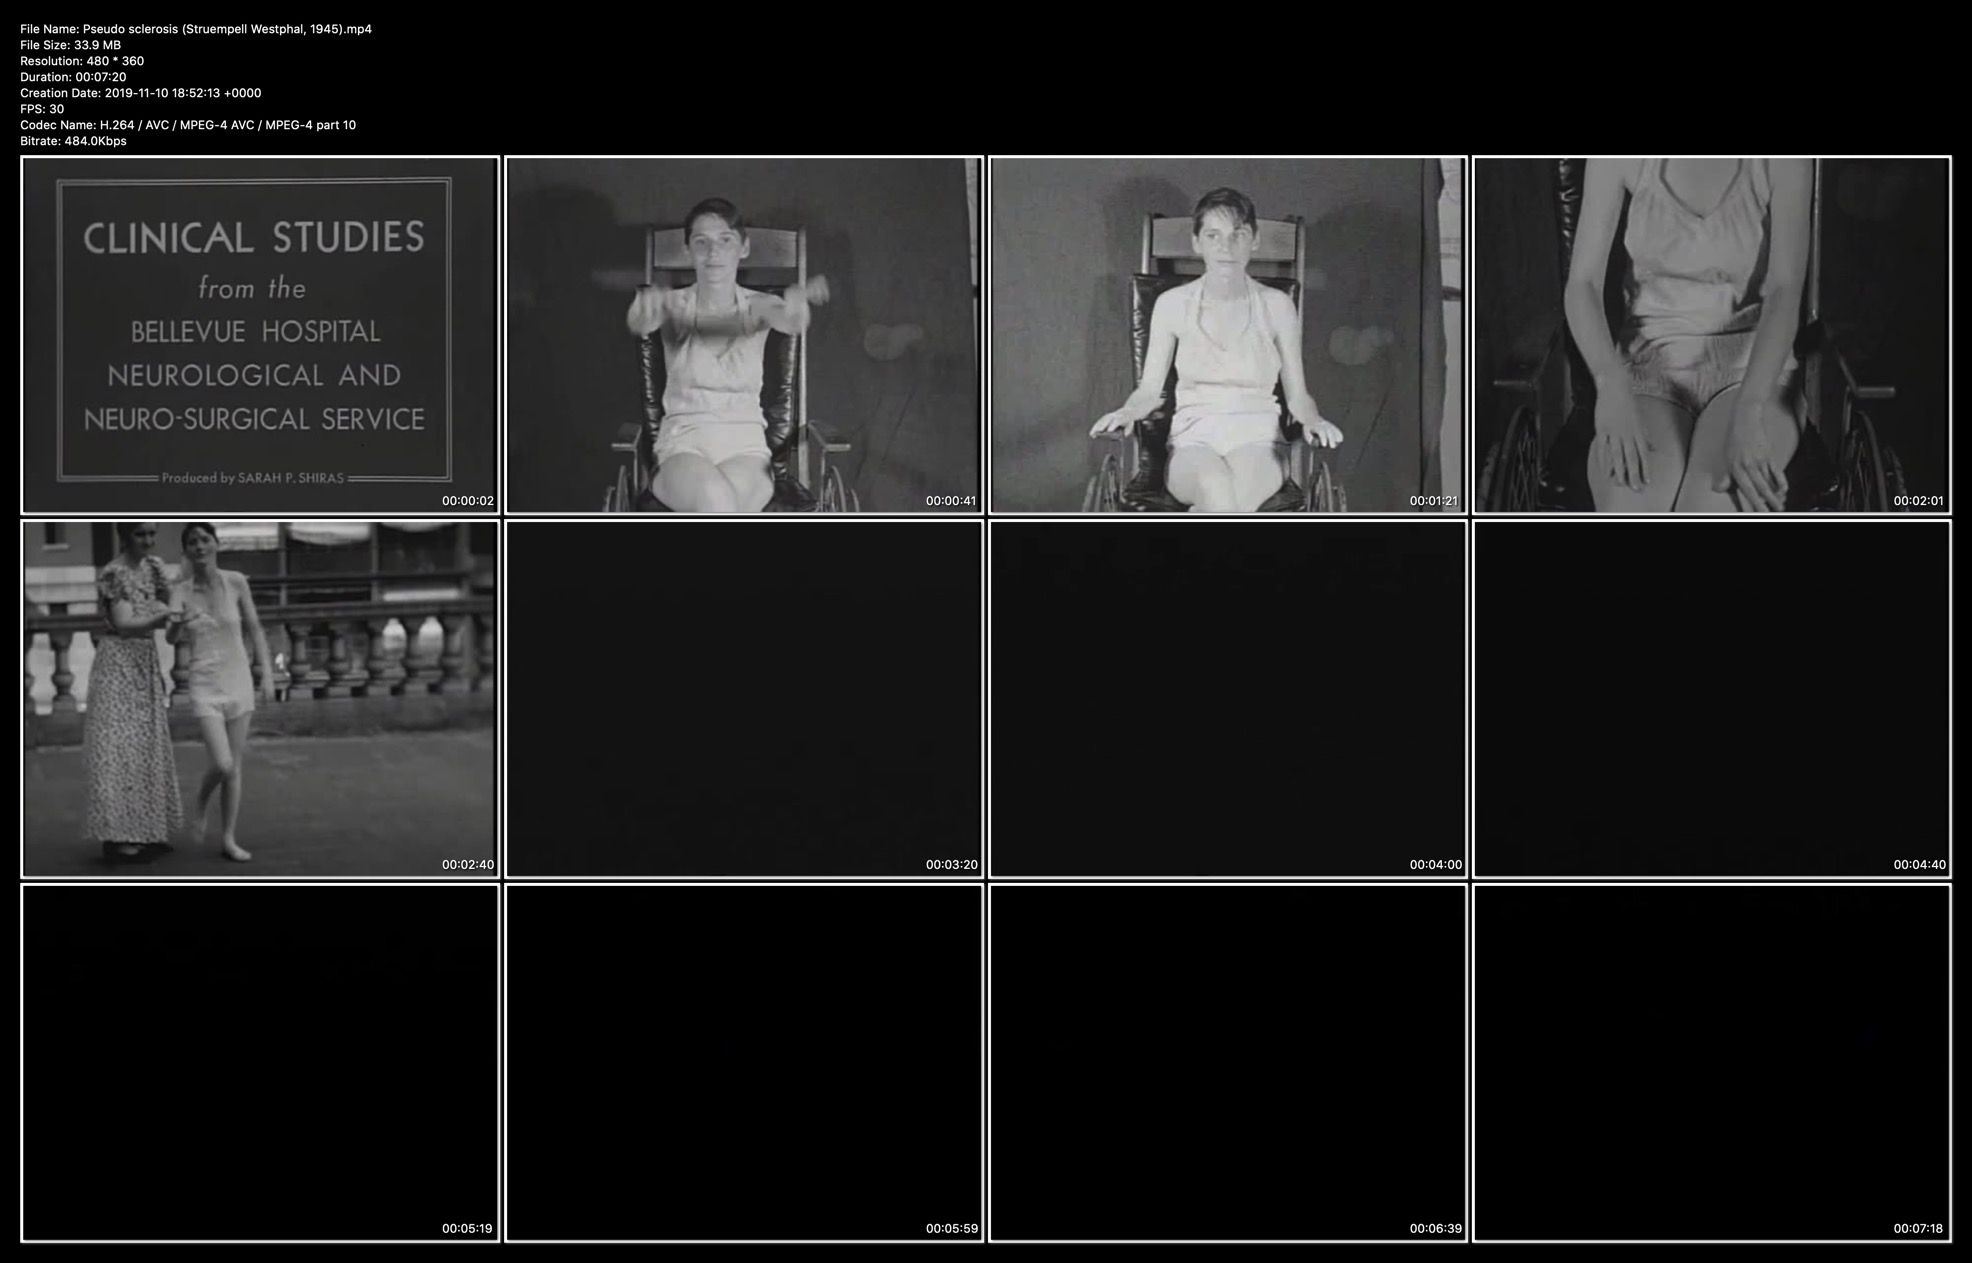 File Name: Pseudo sclerosis (Struempell Westphal, 1945).mp4
File Size: 33.9 MB
Resolution: 480 * 360
Duration: 00:07:20
Creation Date: 2019-11-10 18:52:13 +0000
FPS: 30
Codec Name: H.264 / AVC / MPEG-4 AVC / MPEG-4 part 10
Bitrate: 484.0Kbps
CLINICAL STUDIES
from the
BELLEVUE HOSPITAL
NEUROLOGICAL AND
NEURO-SURGICAL SERVICE
Produced by SARAH P. SHIRAS
00:00:02
00:00:41
00:01:21
00:02:01
00:02:40
00:03:20
00:04:00
00:04:40
00:05:19
00:05:59
00:06:39
00:07:18